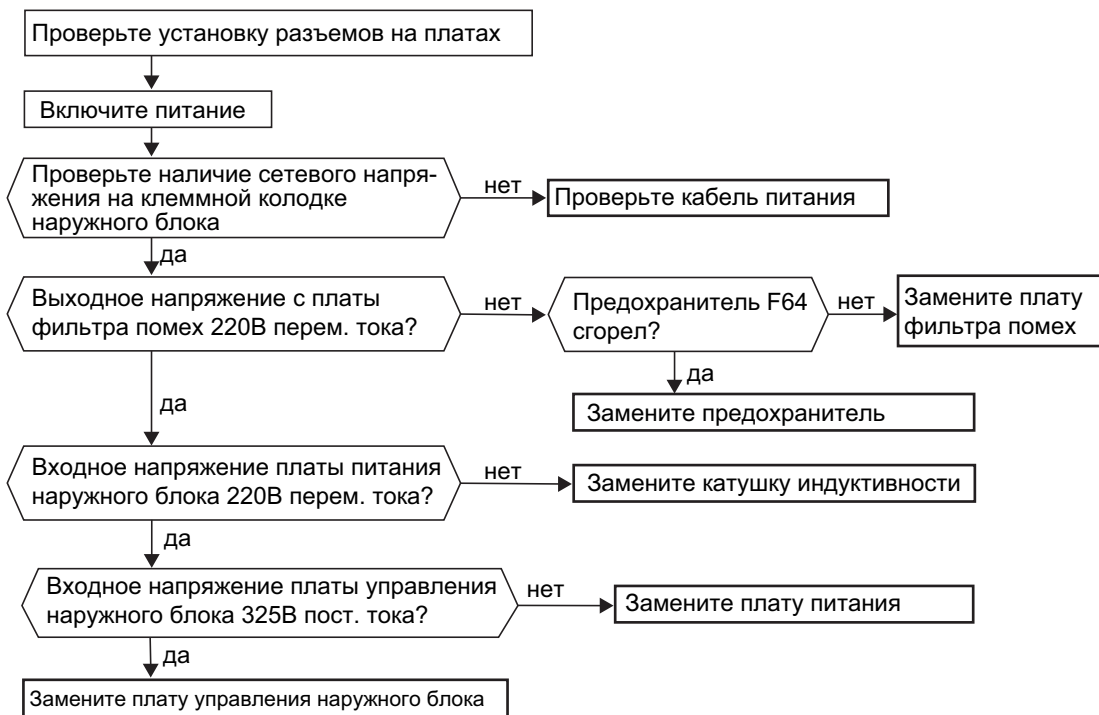 Проверьте установку разъемов на платах
Включите питание
Проверьте наличие сетевого напря-
жения на клеммной колодке
наружного блока
нет
Проверьте кабель питания
да
Выходное напряжение с платы
фильтра помех 220В перем. тока?
нет
Предохранитель F64
сгорел?
нет
Замените плату
фильтра помех
да
Замените предохранитель
да
Входное напряжение платы питания
наружного блока 220В перем. тока?
нет
Замените катушку индуктивности
да
Входное напряжение платы управления
наружного блока 325В пост. тока?
нет
Замените плату питания
да
Замените плату управления наружного блока